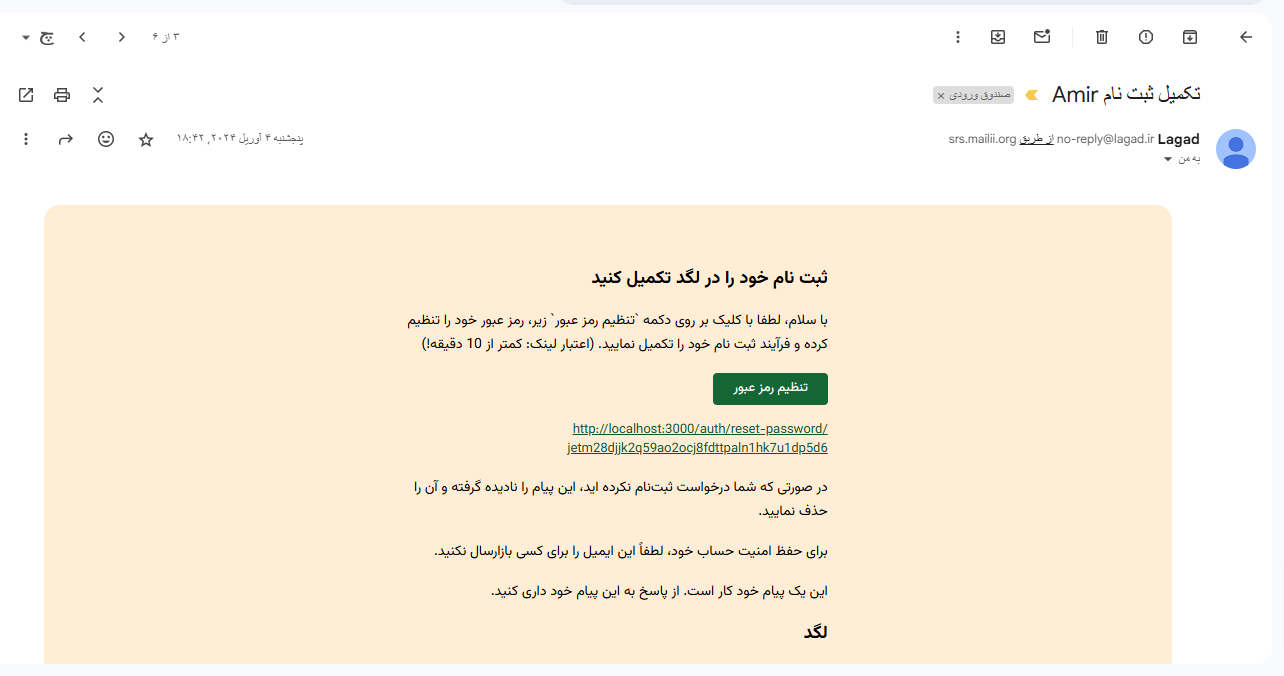 ۳ از ۶
تکمیل ثبت نام Amir
صندوق ورودی ×
Lagad no-reply@lagad.ir از طریق srs.mailii.org
پنجشنبه ۴ آوریل ۲۰۲۴, ۱۸:۴۲
به من
ثبت نام خود را در لگد تکمیل کنید
با سلام، لطفا با کلیک بر روی دکمه `تنظیم رمز عبور` زیر، رمز عبور خود را تنظیم
کرده و فرآیند ثبت نام خود را تکمیل نمایید. (اعتبار لینک: کمتر از 10 دقیقه!)
تنظیم رمز عبور
http://localhost:3000/auth/reset-password/
jetm28djjk2q59ao2ocj8fdttpaln1hk7u1dp5d6
در صورتی که شما درخواست ثبت‌نام نکرده اید، این پیام را نادیده گرفته و آن را
حذف نمایید.
برای حفظ امنیت حساب خود، لطفاً این ایمیل را برای کسی بازارسال نکنید.
این یک پیام خود کار است. از پاسخ به این پیام خود داری کنید.
لگد